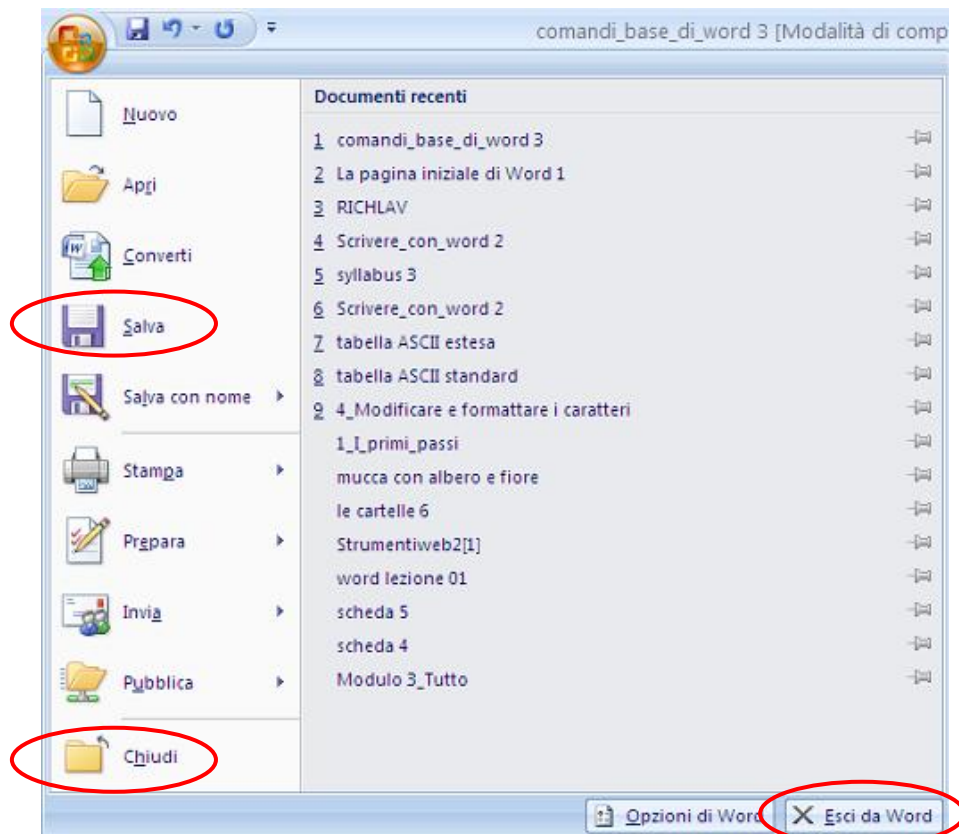 comandi_base_di_word 3 [Modalità di comp
Nuovo
Apri
Converti
Salva
Salva con nome
Stampa
Prepara
Invia
Pubblica
Chiudi
Documenti recenti
1 comandi_base_di_word 3
2 La pagina iniziale di Word 1
3 RICHLAV
4 Scrivere_con_word 2
5 syllabus 3
6 Scrivere_con_word 2
7 tabella ASCII estesa
8 tabella ASCII standard
9 4_Modificare e formattare i caratteri
1_I_primi_passi
mucca con albero e fiore
le cartelle 6
Strumentiweb2[1]
word lezione 01
scheda 5
scheda 4
Modulo 3_Tutto
Opzioni di Word
Esci da Word